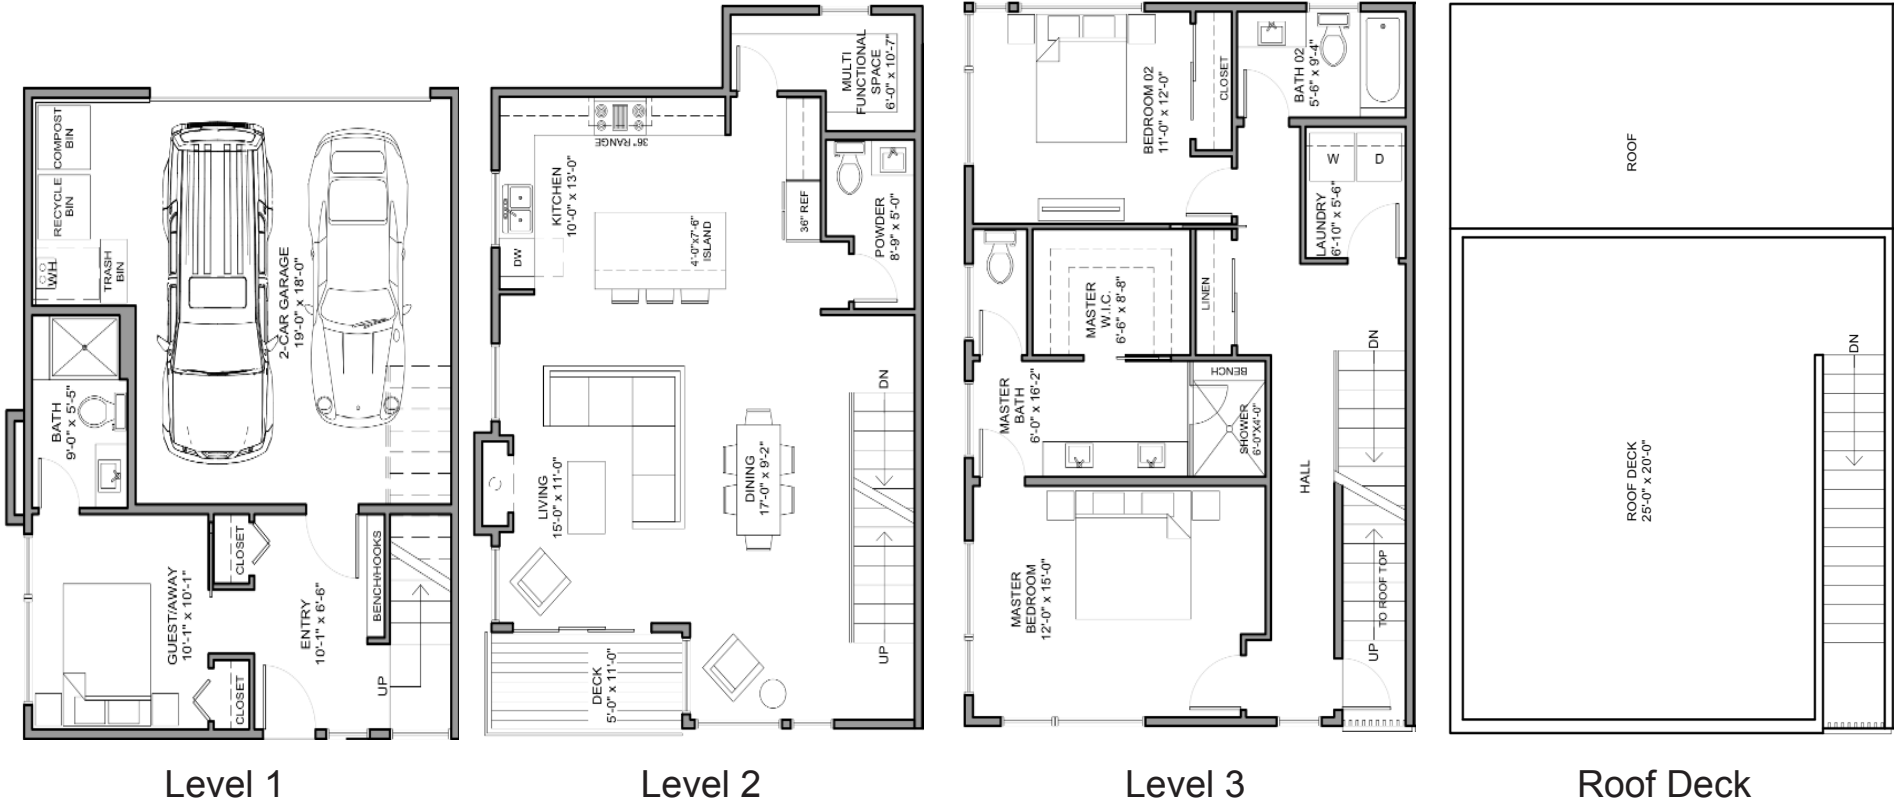 COMPOST
BIN
RECYCLE
BIN
WH.
TRASH
BIN
2-CAR GARAGE
19'-0" x 18'-0"
BATH
9'-0" x 5'-5"
GUEST/AWAY
10'-1" x 10'-1"
CLOSET
CLOSET
ENTRY
10'-1" x 6'-6"
BENCH/HOOKS
UP
Level 1
MULTI
FUNCTIONAL
SPACE
6'-0" x 10'-7"
36" RANGE
KITCHEN
10'-0" x 13'-0"
DW
4'-0"x7'-6"
ISLAND
36" REF
POWDER
8'-9" x 5'-0"
LIVING
15'-0" x 11'-0"
DINING
17'-0" x 9'-2"
DN
UP
DECK
5'-0" x 11'-0"
Level 2
BEDROOM 02
11'-0" x 12'-0"
CLOSET
BATH 02
5'-6" x 9'-4"
W
D
LAUNDRY
6'-10" x 5'-6"
MASTER
W.I.C.
6'-6" x 8'-8"
LINEN
MASTER
BATH
6'-0" x 16'-2"
BENCH
SHOWER
6'-0"X4'-0"
HALL
DN
MASTER
BEDROOM
12'-0" x 15'-0"
UP
TO ROOF TOP
Level 3
ROOF
ROOF DECK
25'-0" x 20'-0"
DN
Roof Deck